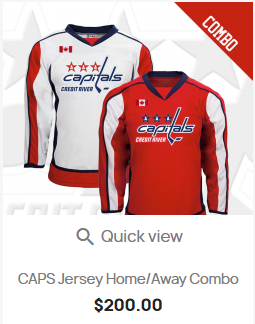 COMBO
capitals
CREDIT RIVER
capitals
CREDIT RIVER
Quick view
CAPS Jersey Home/Away Combo
$200.00